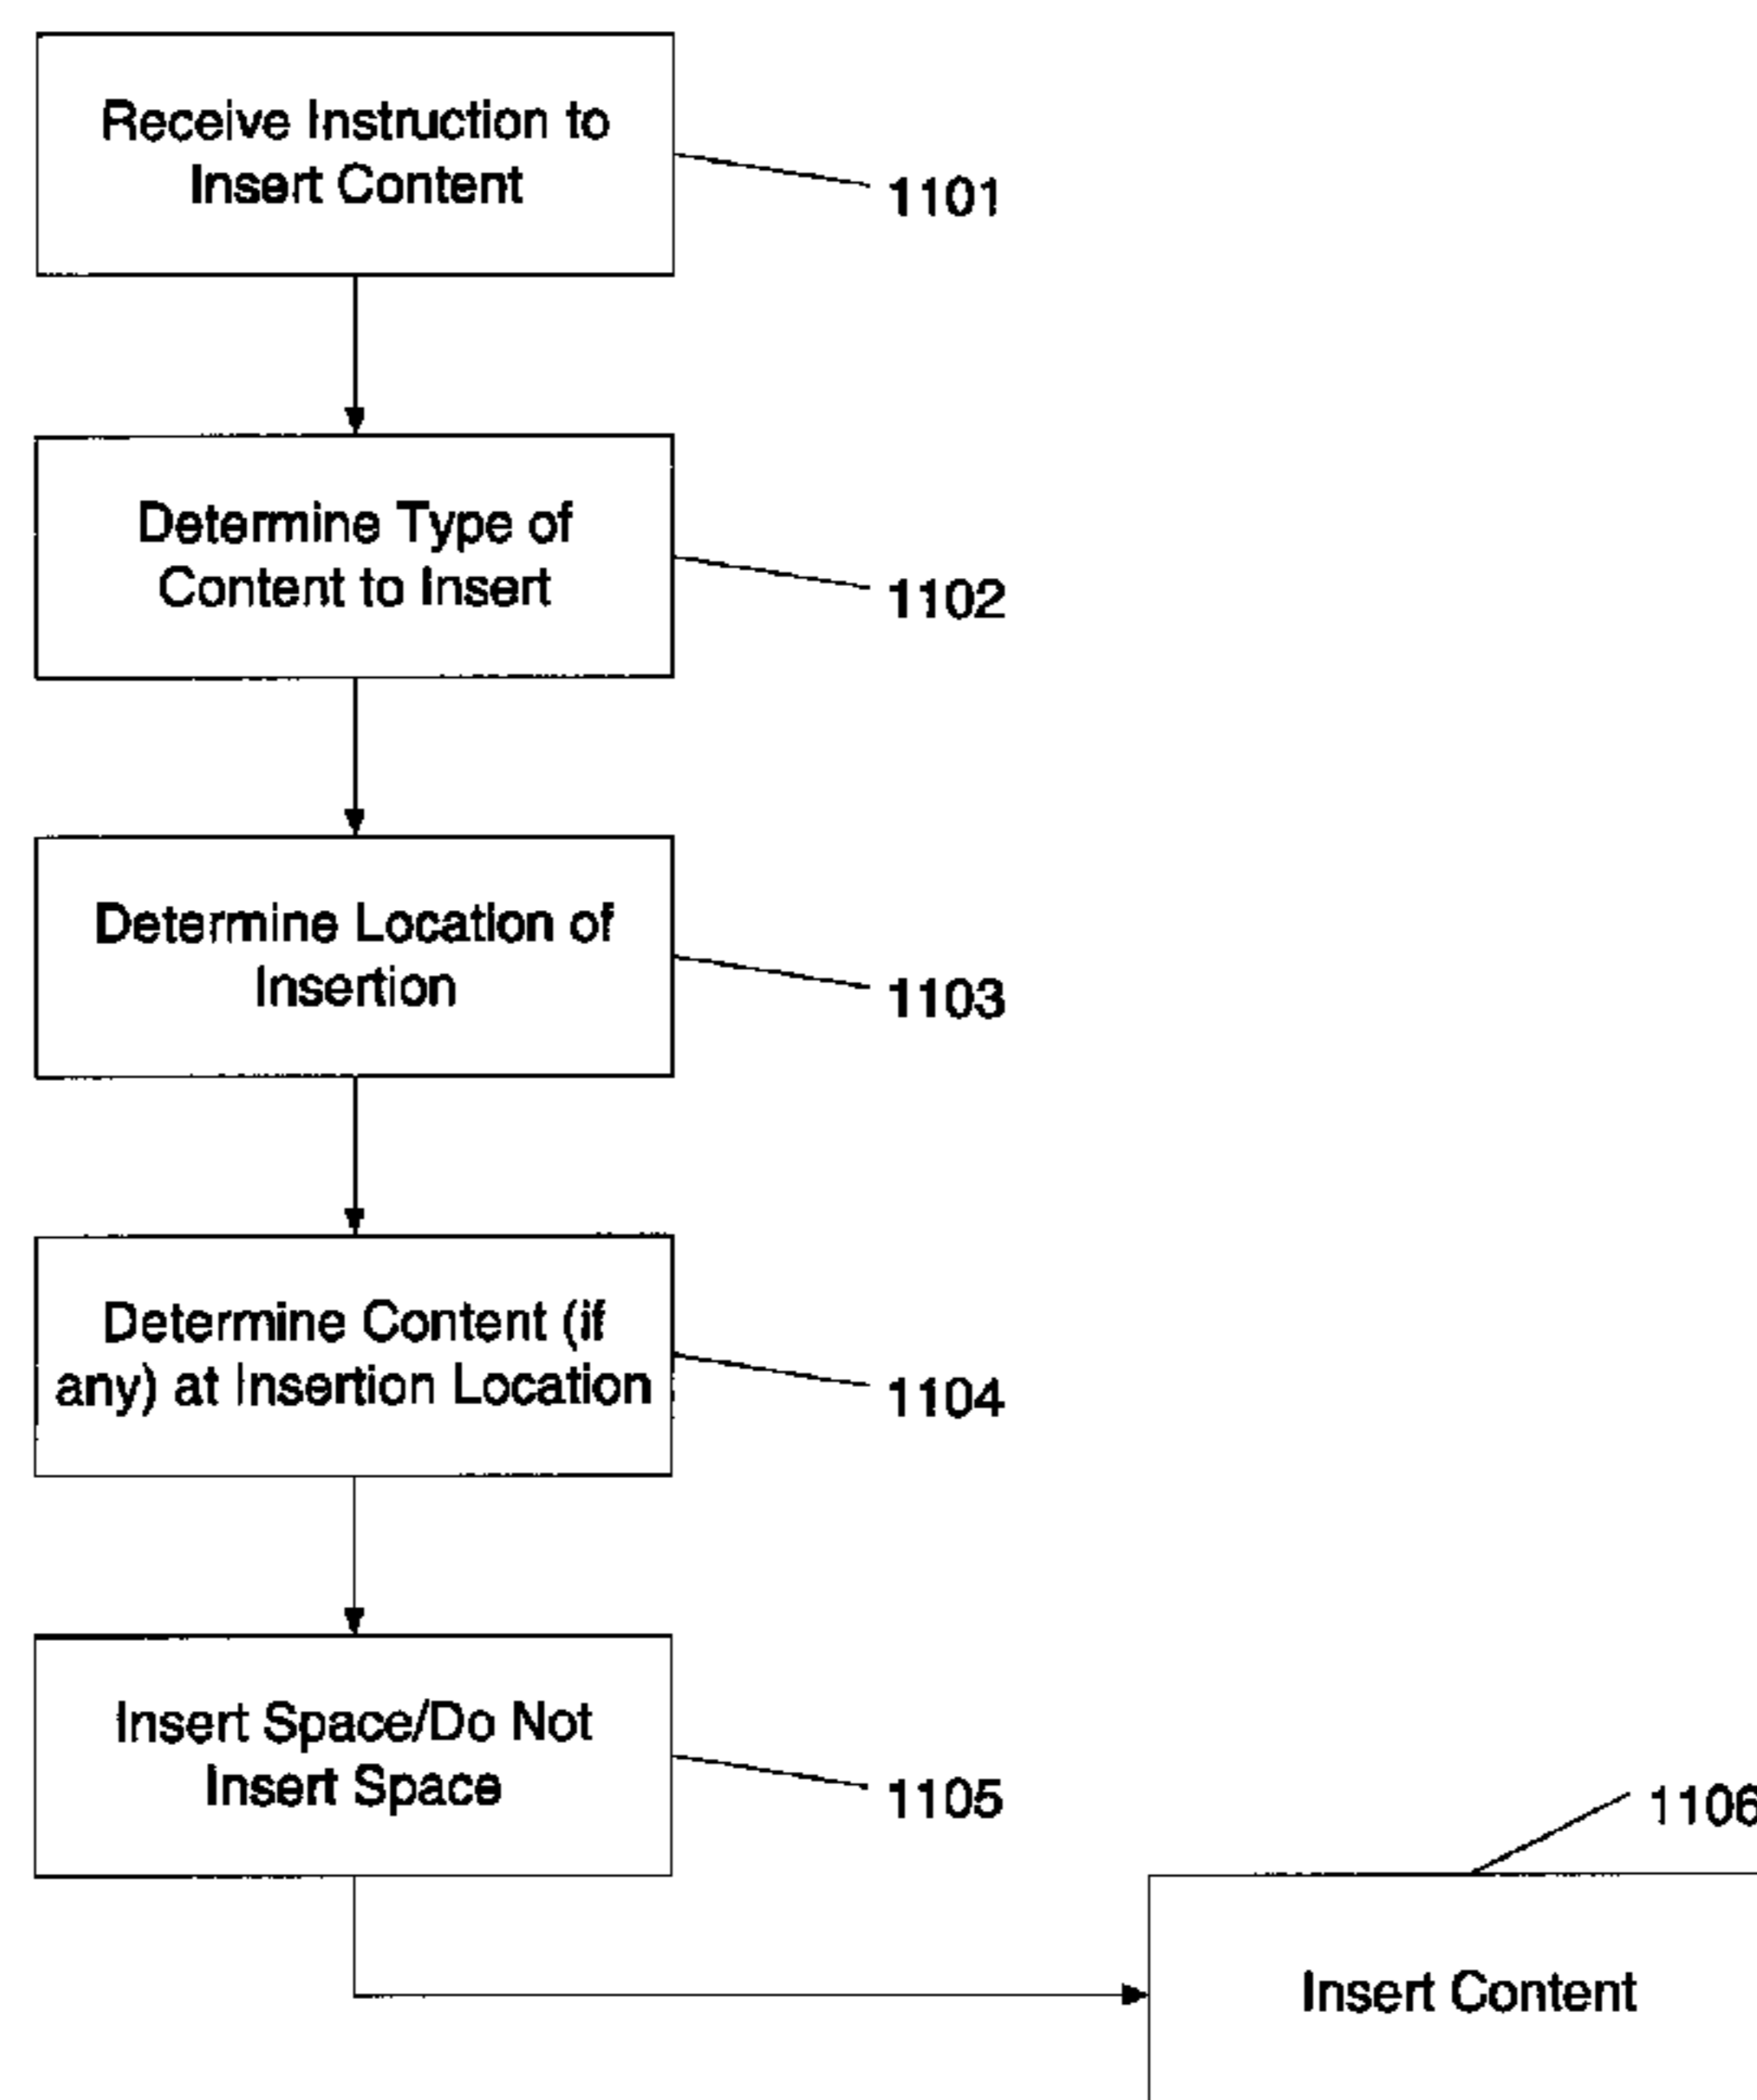 Receive Instruction to
Insert Content
1101
Determine Type of
Content to Insert
1102
Determine Location of
Insertion
1103
Determine Content (if
any) at Insertion Location
1104
Insert Space/Do Not
Insert Space
1105
1106
Insert Content